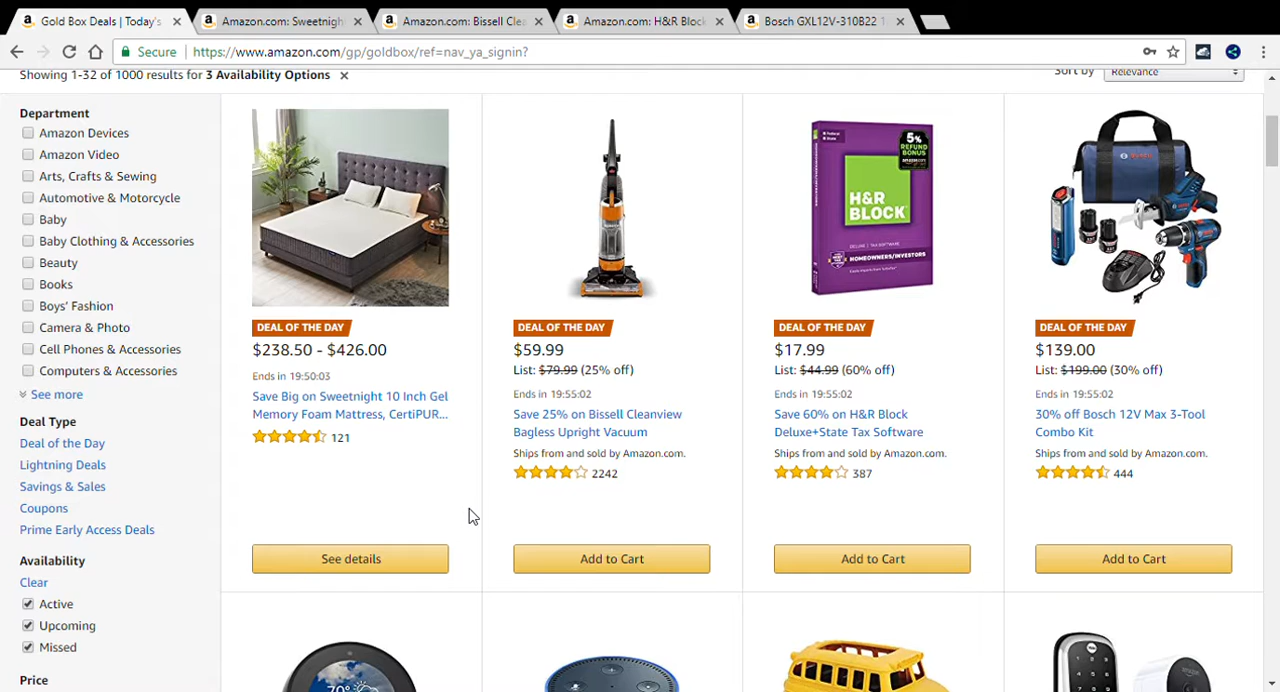 Gold Box Deals | Today's
Amazon.com: Sweetnigh
Amazon.com: Bissell Clea
Amazon.com: H&R Block
Bosch GXL12V-310B22 1
Secure
https://www.amazon.com/gp/goldbox/ref=nav_ya_signin?
Showing 1-32 of 1000 results for 3 Availability Options
Sort by
Relevance
Department
Amazon Devices
Amazon Video
Arts, Crafts & Sewing
Automotive & Motorcycle
Baby
Baby Clothing & Accessories
Beauty
Books
Boys' Fashion
Camera & Photo
Cell Phones & Accessories
Computers & Accessories
See more
Deal Type
Deal of the Day
Lightning Deals
Savings & Sales
Coupons
Prime Early Access Deals
Availability
Clear
Active
Upcoming
Missed
Price
DEAL OF THE DAY
$238.50 - $426.00
Ends in 19:50:03
Save Big on Sweetnight 10 Inch Gel
Memory Foam Mattress, CertiPUR...
121
See details
DEAL OF THE DAY
$59.99
List: $79.99 (25% off)
Ends in 19:55:02
Save 25% on Bissell Cleanview
Bagless Upright Vacuum
Ships from and sold by Amazon.com.
2242
Add to Cart
5%
REFUND
BONUS
H&R
BLOCK
DELUXE | TAX SOFTWARE
HOMEOWNERS/INVESTORS
DEAL OF THE DAY
$17.99
List: $44.99 (60% off)
Ends in 19:55:02
Save 60% on H&R Block
Deluxe+State Tax Software
Ships from and sold by Amazon.com.
387
Add to Cart
BOSCH
DEAL OF THE DAY
$139.00
List: $199.00 (30% off)
Ends in 19:55:02
30% off Bosch 12V Max 3-Tool
Combo Kit
Ships from and sold by Amazon.com.
444
Add to Cart
70°